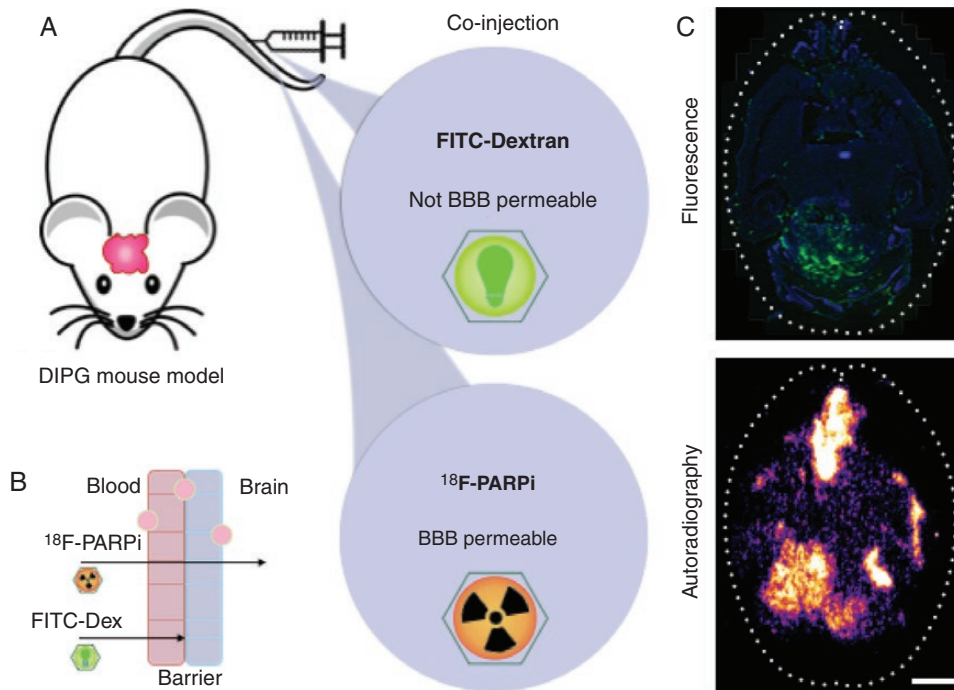 A
Co-injection
FITC-Dextran
Not BBB permeable
DIPG mouse model
¹⁸F-PARPi
BBB permeable
B
Blood
Brain
¹⁸F-PARPi
FITC-Dex
Barrier
C
Fluorescence
Autoradiography